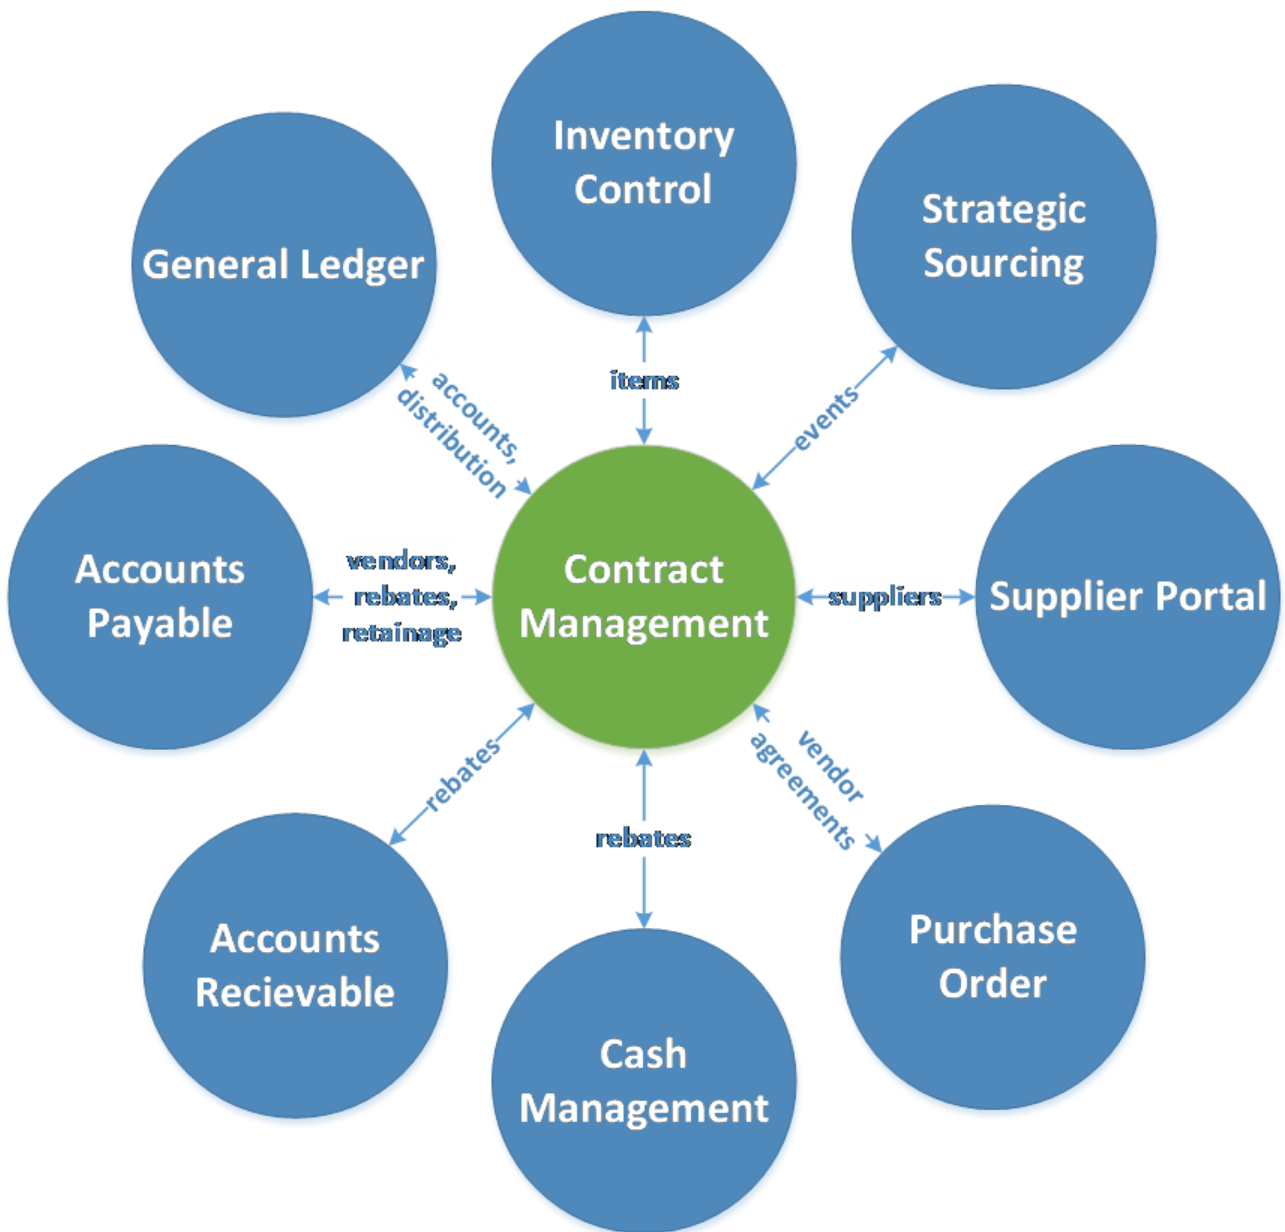 Inventory
Control
Strategic
Sourcing
General Ledger
items
accounts,
distribution
events
Accounts
Payable
vendors,
rebates,
retainage
Contract
Management
suppliers
Supplier Portal
rebates
rebates
vendor
agreements
Accounts
Recievable
Cash
Management
Purchase
Order